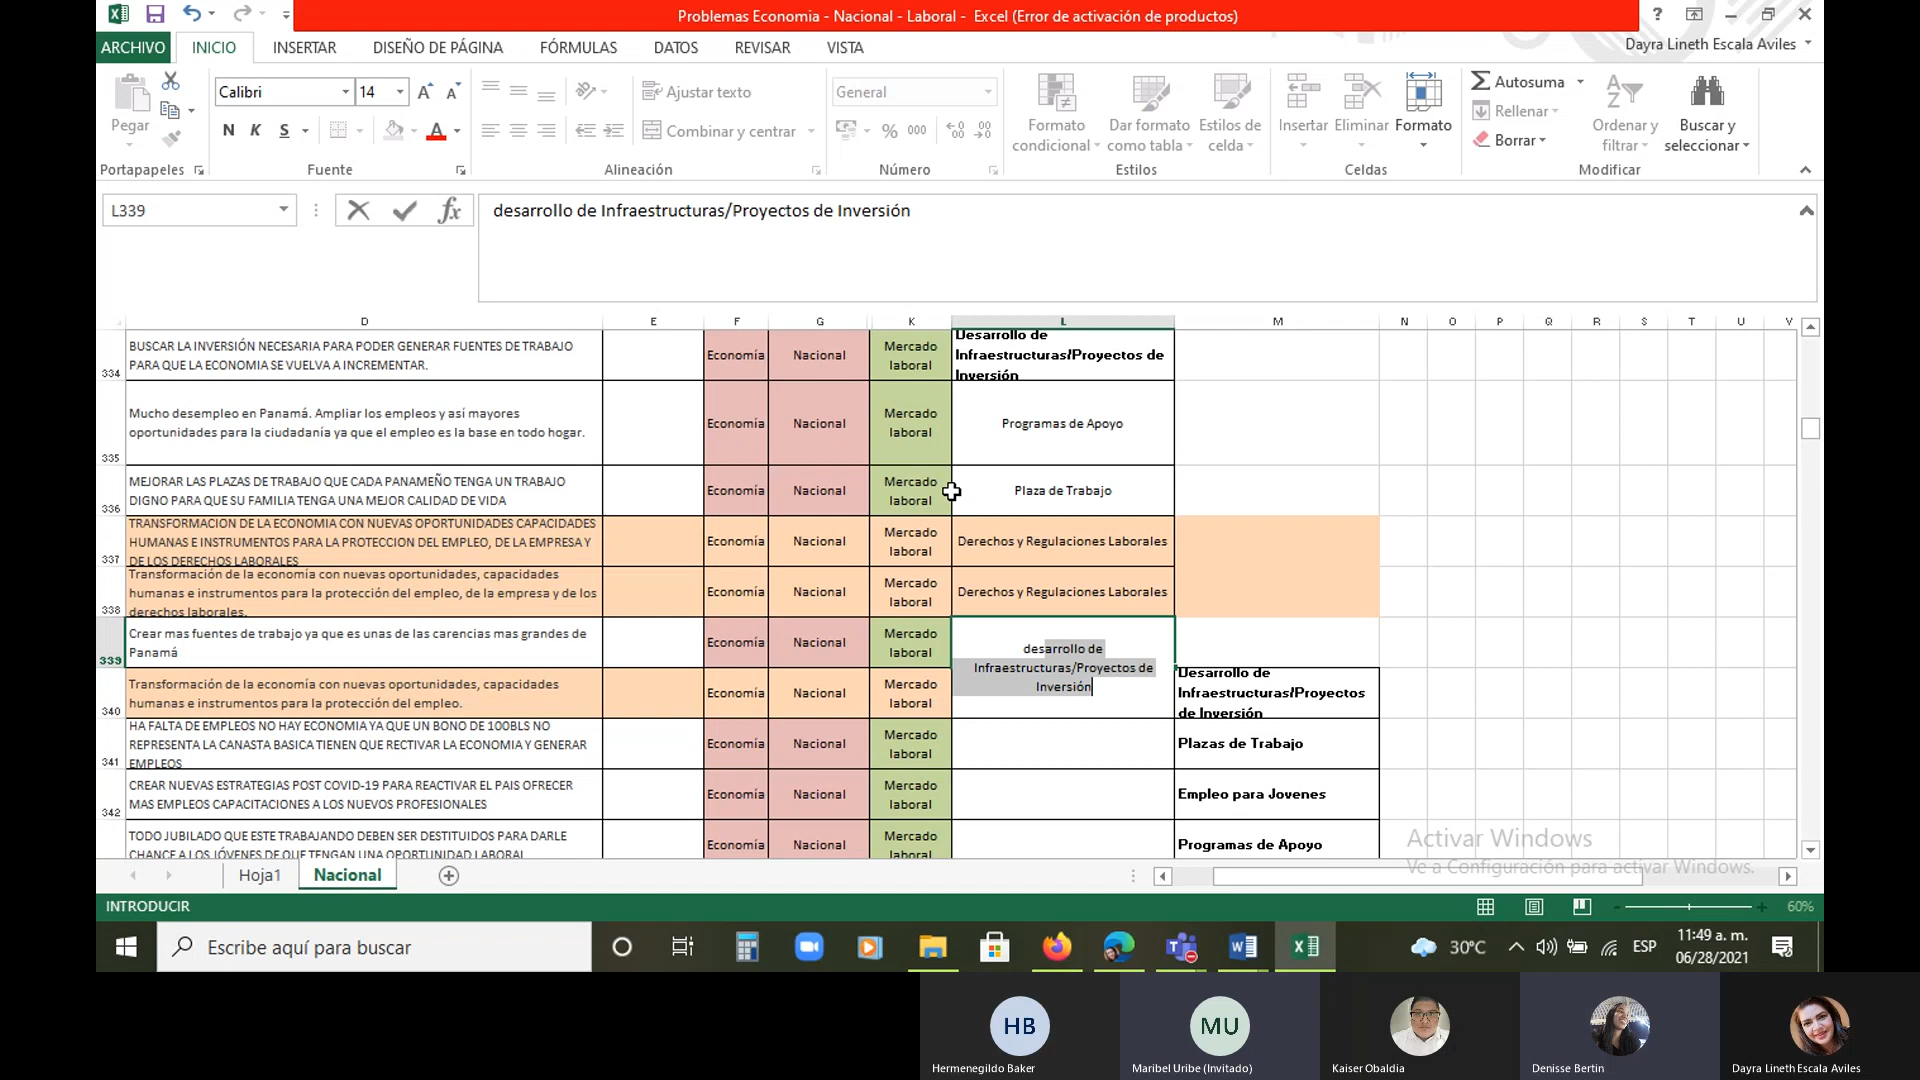 Problemas Economia - Nacional - Laboral - Excel (Error de activación de productos)
ARCHIVO INICIO INSERTAR DISEÑO DE PÁGINA FÓRMULAS DATOS REVISAR VISTA
Dayra Lineth Escala Aviles
Pegar
Portapapeles
Calibri 14
N K S
Fuente
Ajustar texto
Combinar y centrar
Alineación
General
% 000
Número
Formato condicional
Dar formato como tabla
Estilos de celda
Estilos
Insertar Eliminar Formato
Celdas
Autosuma
Rellenar
Borrar
Ordenar y filtrar
Buscar y seleccionar
Modificar
L339
fx
desarrollo de Infraestructuras/Proyectos de Inversión
D E F G K L M N O P Q R S T U V
334
BUSCAR LA INVERSIÓN NECESARIA PARA PODER GENERAR FUENTES DE TRABAJO
PARA QUE LA ECONOMIA SE VUELVA A INCREMENTAR.
Economía
Nacional
Mercado
laboral
Desarrollo de
Infraestructuras/Proyectos de
Inversión
335
Mucho desempleo en Panamá. Ampliar los empleos y así mayores
oportunidades para la ciudadanía ya que el empleo es la base en todo hogar.
Economía
Nacional
Mercado
laboral
Programas de Apoyo
336
MEJORAR LAS PLAZAS DE TRABAJO QUE CADA PANAMEÑO TENGA UN TRABAJO
DIGNO PARA QUE SU FAMILIA TENGA UNA MEJOR CALIDAD DE VIDA
Economía
Nacional
Mercado
laboral
Plaza de Trabajo
337
TRANSFORMACION DE LA ECONOMIA CON NUEVAS OPORTUNIDADES CAPACIDADES
HUMANAS E INSTRUMENTOS PARA LA PROTECCION DEL EMPLEO, DE LA EMPRESA Y
DE LOS DERECHOS LABORALES
Economía
Nacional
Mercado
laboral
Derechos y Regulaciones Laborales
338
Transformación de la economía con nuevas oportunidades, capacidades
humanas e instrumentos para la protección del empleo, de la empresa y de los
derechos laborales.
Economía
Nacional
Mercado
laboral
Derechos y Regulaciones Laborales
339
Crear mas fuentes de trabajo ya que es unas de las carencias mas grandes de
Panamá
Economía
Nacional
Mercado
laboral
desarrollo de
Infraestructuras/Proyectos de
Inversión
340
Transformación de la economía con nuevas oportunidades, capacidades
humanas e instrumentos para la protección del empleo.
Economía
Nacional
Mercado
laboral
Desarrollo de
Infraestructuras/Proyectos
de Inversión
341
HA FALTA DE EMPLEOS NO HAY ECONOMIA YA QUE UN BONO DE 100BLS NO
REPRESENTA LA CANASTA BASICA TIENEN QUE RECTIVAR LA ECONOMIA Y GENERAR
EMPLEOS
Economía
Nacional
Mercado
laboral
Plazas de Trabajo
342
CREAR NUEVAS ESTRATEGIAS POST COVID-19 PARA REACTIVAR EL PAIS OFRECER
MAS EMPLEOS CAPACITACIONES A LOS NUEVOS PROFESIONALES
Economía
Nacional
Mercado
laboral
Empleo para Jovenes
TODO JUBILADO QUE ESTE TRABAJANDO DEBEN SER DESTITUIDOS PARA DARLE
CHANCE A LOS JÓVENES DE QUE TENGAN UNA OPORTUNIDAD LABORAL
Economía
Nacional
Mercado
laboral
Programas de Apoyo
Activar Windows
Ve a Configuración para activar Windows.
Hoja1 Nacional
INTRODUCIR
60%
Escribe aquí para buscar
30°C
ESP
11:49 a. m.
06/28/2021
HB
Hermenegildo Baker
MU
Maribel Uribe (Invitado)
Kaiser Obaldia
Denisse Bertin
Dayra Lineth Escala Aviles